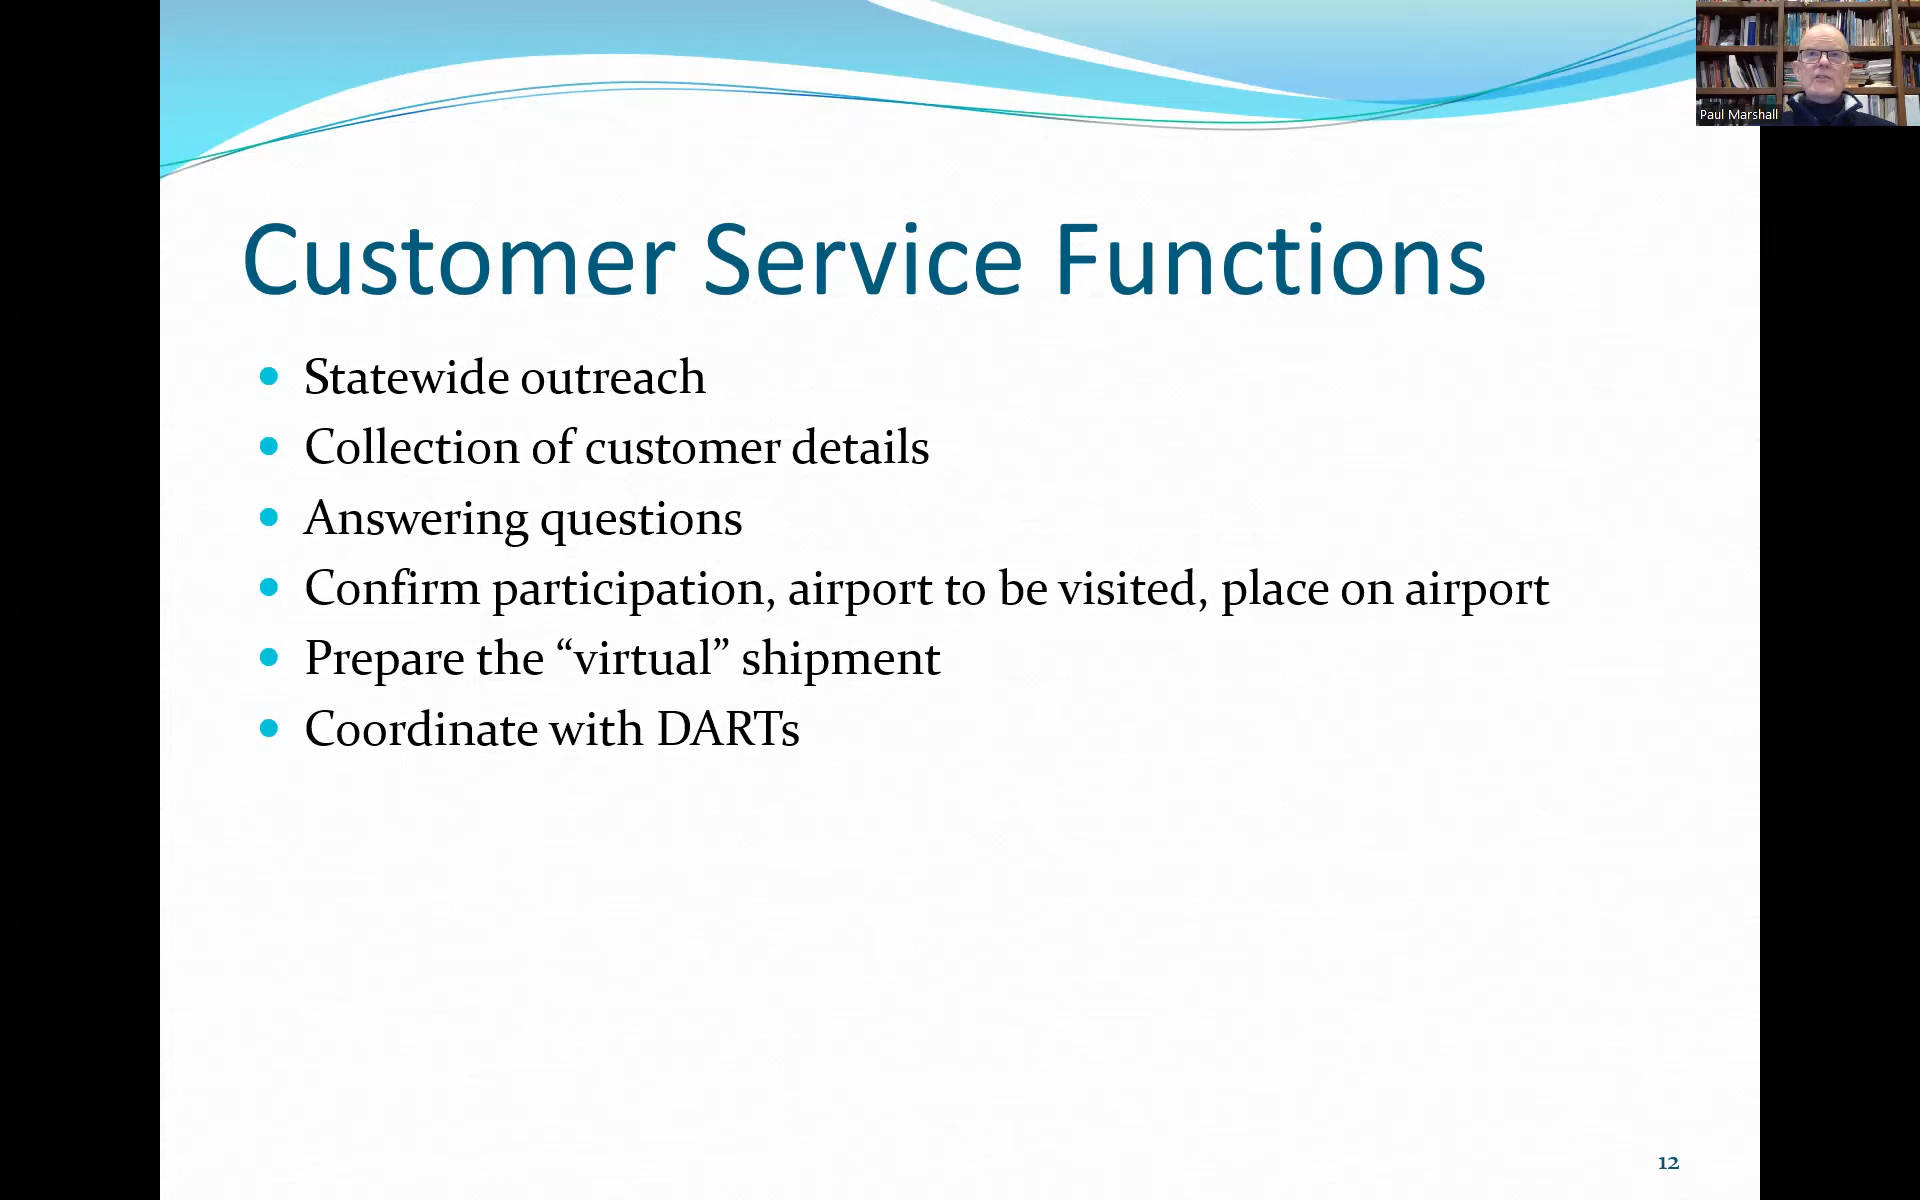 Paul Marshall
Customer Service Functions
• Statewide outreach
• Collection of customer details
• Answering questions
• Confirm participation, airport to be visited, place on airport
• Prepare the “virtual” shipment
• Coordinate with DARTs
12